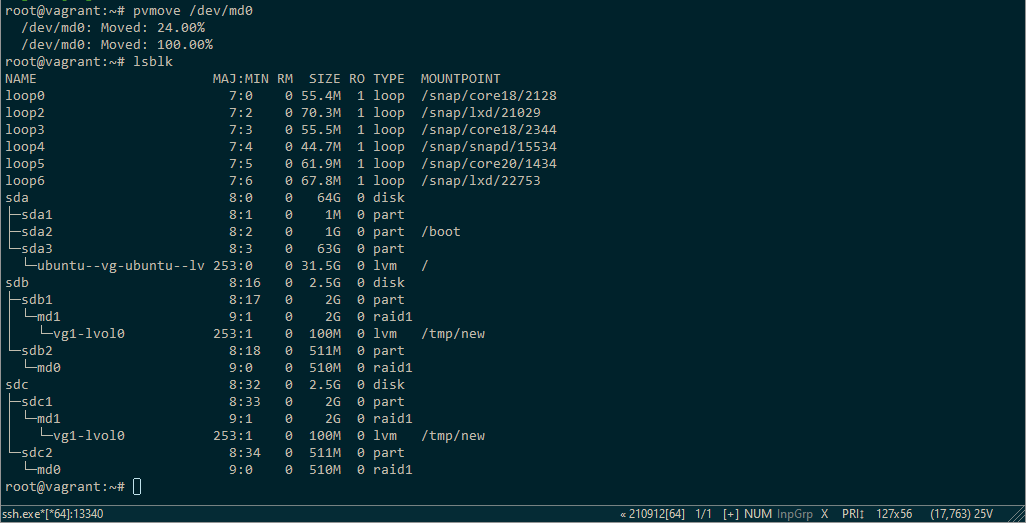 root@vagrant:~# pvmove /dev/md0
  /dev/md0: Moved: 24.00%
  /dev/md0: Moved: 100.00%
root@vagrant:~# lsblk
NAME                      MAJ:MIN RM  SIZE RO TYPE  MOUNTPOINT
loop0                       7:0    0 55.4M  1 loop  /snap/core18/2128
loop2                       7:2    0 70.3M  1 loop  /snap/lxd/21029
loop3                       7:3    0 55.5M  1 loop  /snap/core18/2344
loop4                       7:4    0 44.7M  1 loop  /snap/snapd/15534
loop5                       7:5    0 61.9M  1 loop  /snap/core20/1434
loop6                       7:6    0 67.8M  1 loop  /snap/lxd/22753
sda                         8:0    0   64G  0 disk
├─sda1                      8:1    0    1M  0 part
├─sda2                      8:2    0    1G  0 part  /boot
└─sda3                      8:3    0   63G  0 part
  └─ubuntu--vg-ubuntu--lv 253:0    0 31.5G  0 lvm   /
sdb                         8:16   0  2.5G  0 disk
├─sdb1                      8:17   0    2G  0 part
│ └─md1                     9:1    0    2G  0 raid1
│   └─vg1-lvol0           253:1    0  100M  0 lvm   /tmp/new
└─sdb2                      8:18   0  511M  0 part
  └─md0                     9:0    0  510M  0 raid1
sdc                         8:32   0  2.5G  0 disk
├─sdc1                      8:33   0    2G  0 part
│ └─md1                     9:1    0    2G  0 raid1
│   └─vg1-lvol0           253:1    0  100M  0 lvm   /tmp/new
└─sdc2                      8:34   0  511M  0 part
  └─md0                     9:0    0  510M  0 raid1
root@vagrant:~#
ssh.exe*[*64]:13340 « 210912[64] 1/1 [+] NUM InpGrp X PRI↕ 127x56 (17,763) 25V